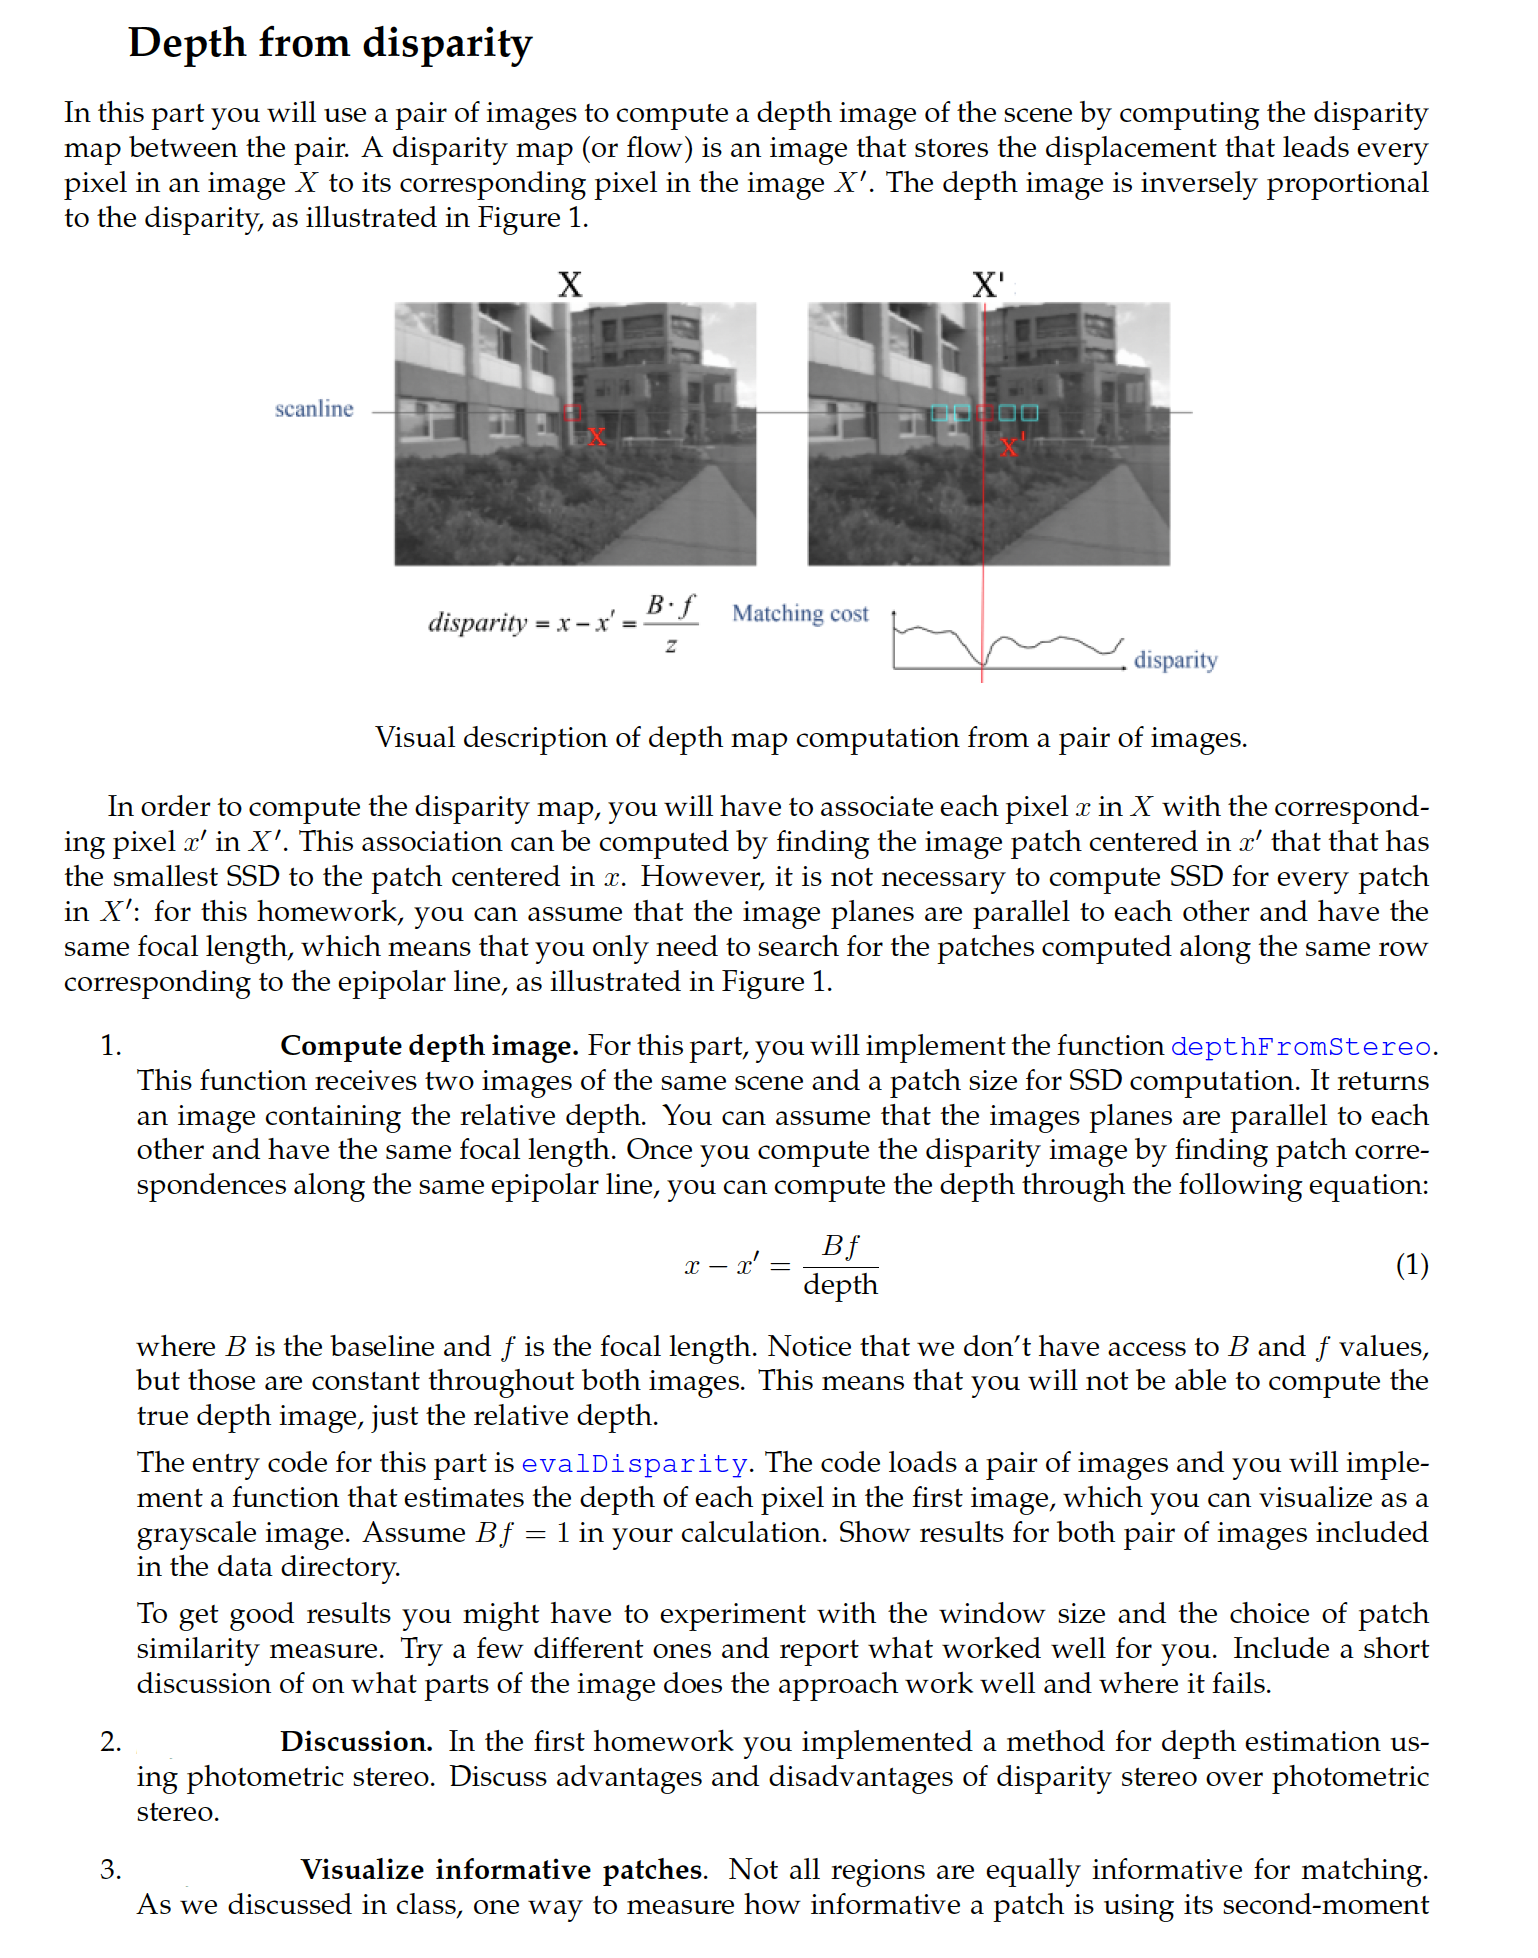 Depth from disparity
In this part you will use a pair of images to compute a depth image of the scene by computing the disparity
map between the pair. A disparity map (or flow) is an image that stores the displacement that leads every
pixel in an image X to its corresponding pixel in the image X′. The depth image is inversely proportional
to the disparity, as illustrated in Figure 1.
X X'
scanline
x x'
disparity = x − x' = B · f / z
Matching cost
disparity
Visual description of depth map computation from a pair of images.
In order to compute the disparity map, you will have to associate each pixel x in X with the correspond-
ing pixel x′ in X′. This association can be computed by finding the image patch centered in x′ that that has
the smallest SSD to the patch centered in x. However, it is not necessary to compute SSD for every patch
in X′: for this homework, you can assume that the image planes are parallel to each other and have the
same focal length, which means that you only need to search for the patches computed along the same row
corresponding to the epipolar line, as illustrated in Figure 1.
1. Compute depth image. For this part, you will implement the function depthFromStereo.
This function receives two images of the same scene and a patch size for SSD computation. It returns
an image containing the relative depth. You can assume that the images planes are parallel to each
other and have the same focal length. Once you compute the disparity image by finding patch corre-
spondences along the same epipolar line, you can compute the depth through the following equation:
x − x′ = Bf / depth (1)
where B is the baseline and f is the focal length. Notice that we don't have access to B and f values,
but those are constant throughout both images. This means that you will not be able to compute the
true depth image, just the relative depth.
The entry code for this part is evalDisparity. The code loads a pair of images and you will imple-
ment a function that estimates the depth of each pixel in the first image, which you can visualize as a
grayscale image. Assume Bf = 1 in your calculation. Show results for both pair of images included
in the data directory.
To get good results you might have to experiment with the window size and the choice of patch
similarity measure. Try a few different ones and report what worked well for you. Include a short
discussion of on what parts of the image does the approach work well and where it fails.
2. Discussion. In the first homework you implemented a method for depth estimation us-
ing photometric stereo. Discuss advantages and disadvantages of disparity stereo over photometric
stereo.
3. Visualize informative patches. Not all regions are equally informative for matching.
As we discussed in class, one way to measure how informative a patch is using its second-moment